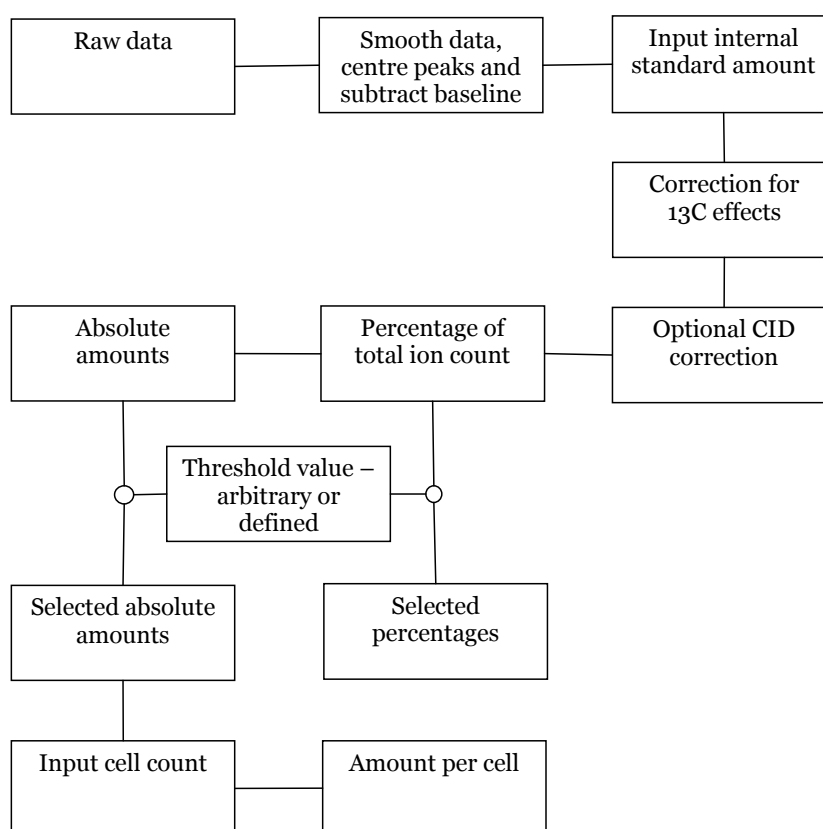 Raw data
Smooth data,
centre peaks and
subtract baseline
Input internal
standard amount
Correction for
13C effects
Absolute
amounts
Percentage of
total ion count
Optional CID
correction
Threshold value –
arbitrary or
defined
Selected absolute
amounts
Selected
percentages
Input cell count
Amount per cell